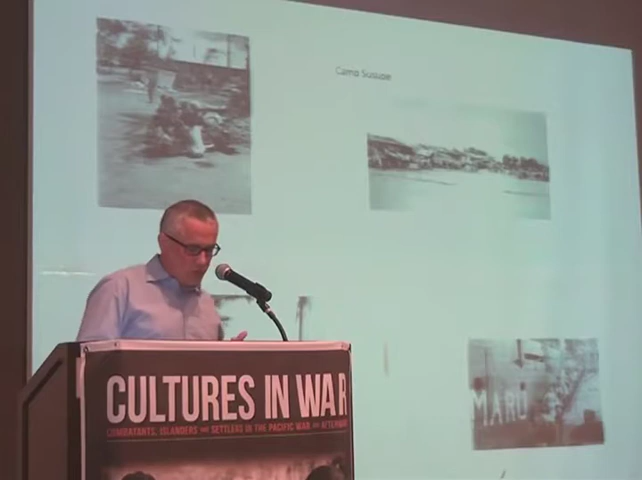 Camp Susupe
CULTURES IN WAR
COMBATANTS, ISLANDERS AND SETTLERS IN THE PACIFIC WAR AND AFTERMATH
MARU